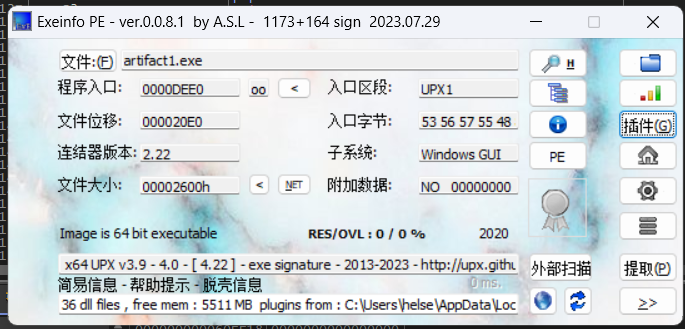 Exeinfo PE - ver.0.0.8.1 by A.S.L - 1173+164 sign 2023.07.29
文件:(F) artifact1.exe H
程序入口: 0000DEE0 oo < 入口区段: UPX1
文件位移: 000020E0 入口字节: 53 56 57 55 48 插件(G)
连结器版本: 2.22 子系统: Windows GUI PE
文件大小: 00002600h < NET 附加数据: NO 00000000
Image is 64 bit executable RES/OVL : 0 / 0 % 2020
x64 UPX v3.9 - 4.0 - [ 4.22 ] - exe signature - 2013-2023 - http://upx.githu 外部扫描 提取(P)
简易信息 - 帮助提示 - 脱壳信息 0 ms.
36 dll files , free mem : 5511 MB plugins from : C:\Users\helse\AppData\Loc >>